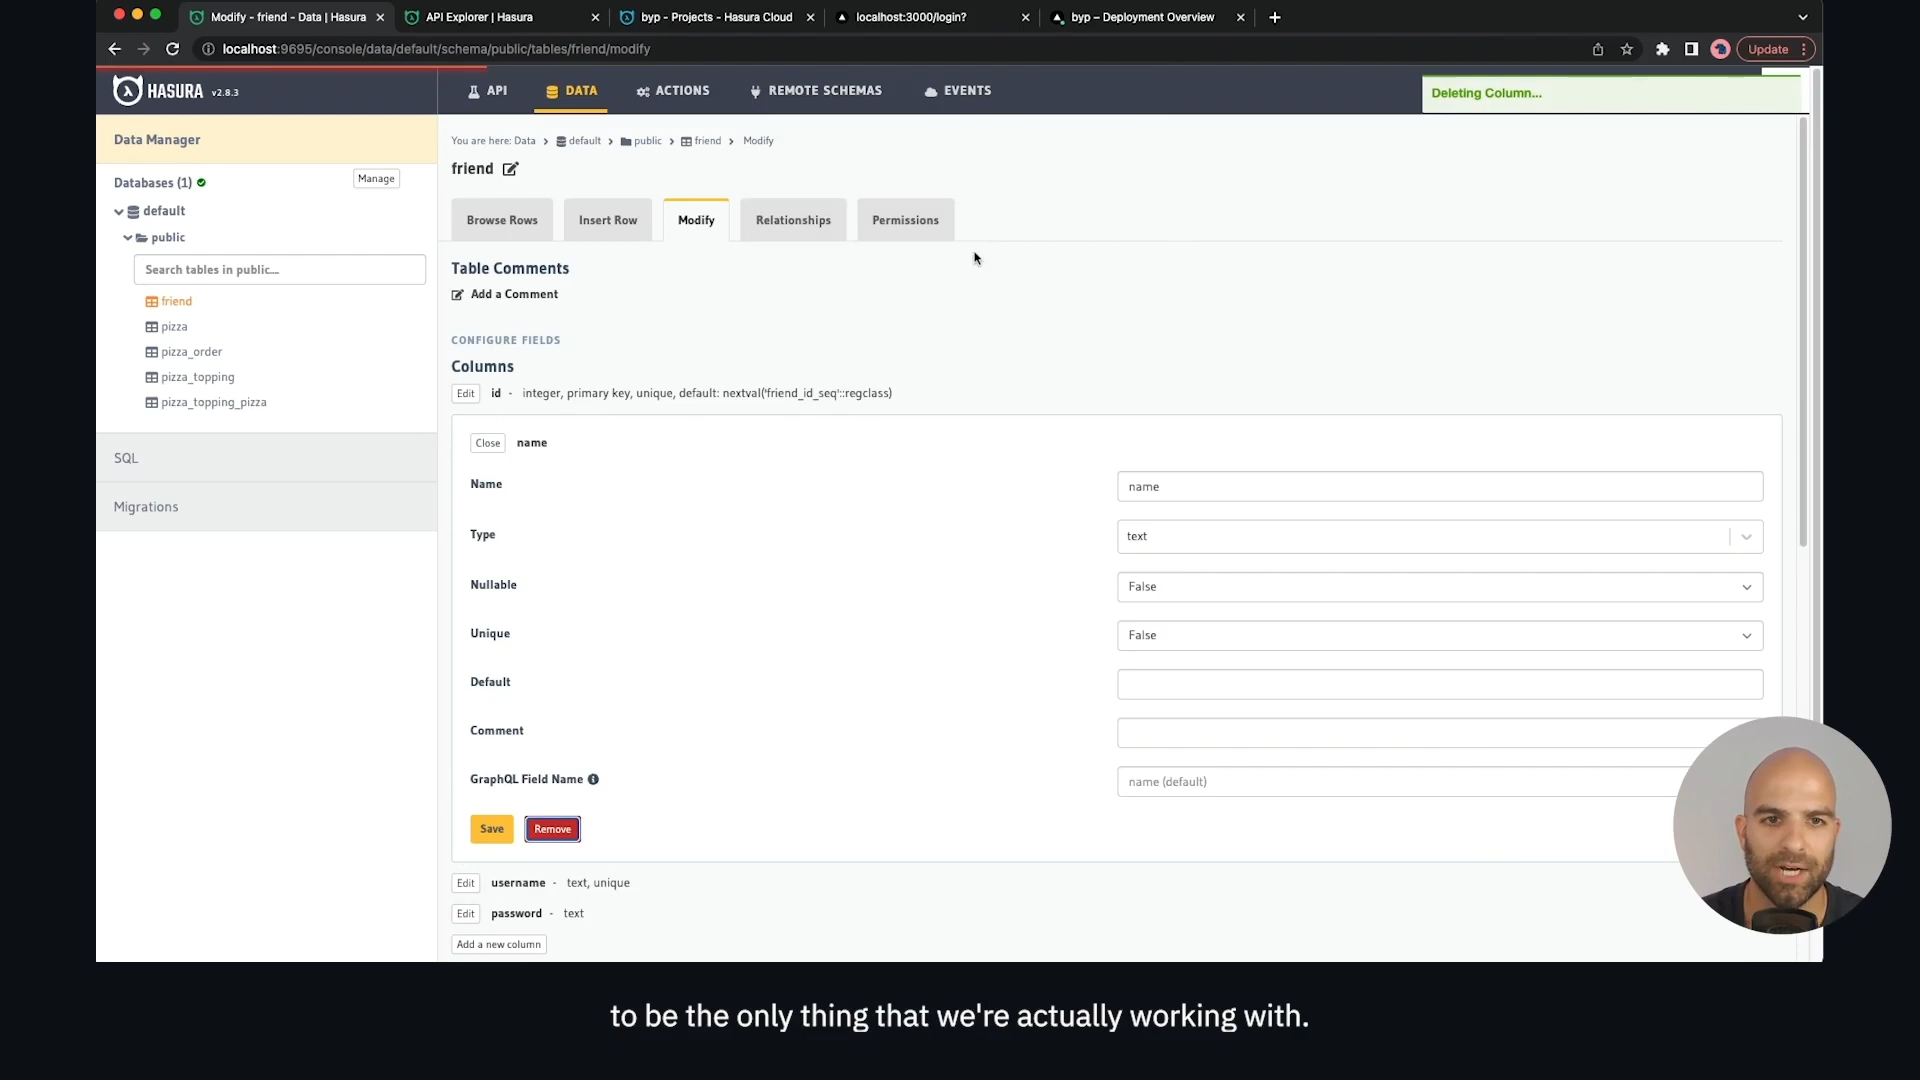 Modify - friend - Data | Hasura
API Explorer | Hasura
byp - Projects - Hasura Cloud
localhost:3000/login?
byp – Deployment Overview
localhost:9695/console/data/default/schema/public/tables/friend/modify
Update
HASURA v2.8.3
API
DATA
ACTIONS
REMOTE SCHEMAS
EVENTS
Deleting Column...
Data Manager
Databases (1)
Manage
default
public
Search tables in public...
friend
pizza
pizza_order
pizza_topping
pizza_topping_pizza
SQL
Migrations
You are here: Data > default > public > friend > Modify
friend
Browse Rows
Insert Row
Modify
Relationships
Permissions
Table Comments
Add a Comment
CONFIGURE FIELDS
Columns
Edit id - integer, primary key, unique, default: nextval('friend_id_seq'::regclass)
Close name
Name
name
Type
text
Nullable
False
Unique
False
Default
Comment
GraphQL Field Name
name (default)
Save
Remove
Edit username - text, unique
Edit password - text
Add a new column
to be the only thing that we're actually working with.